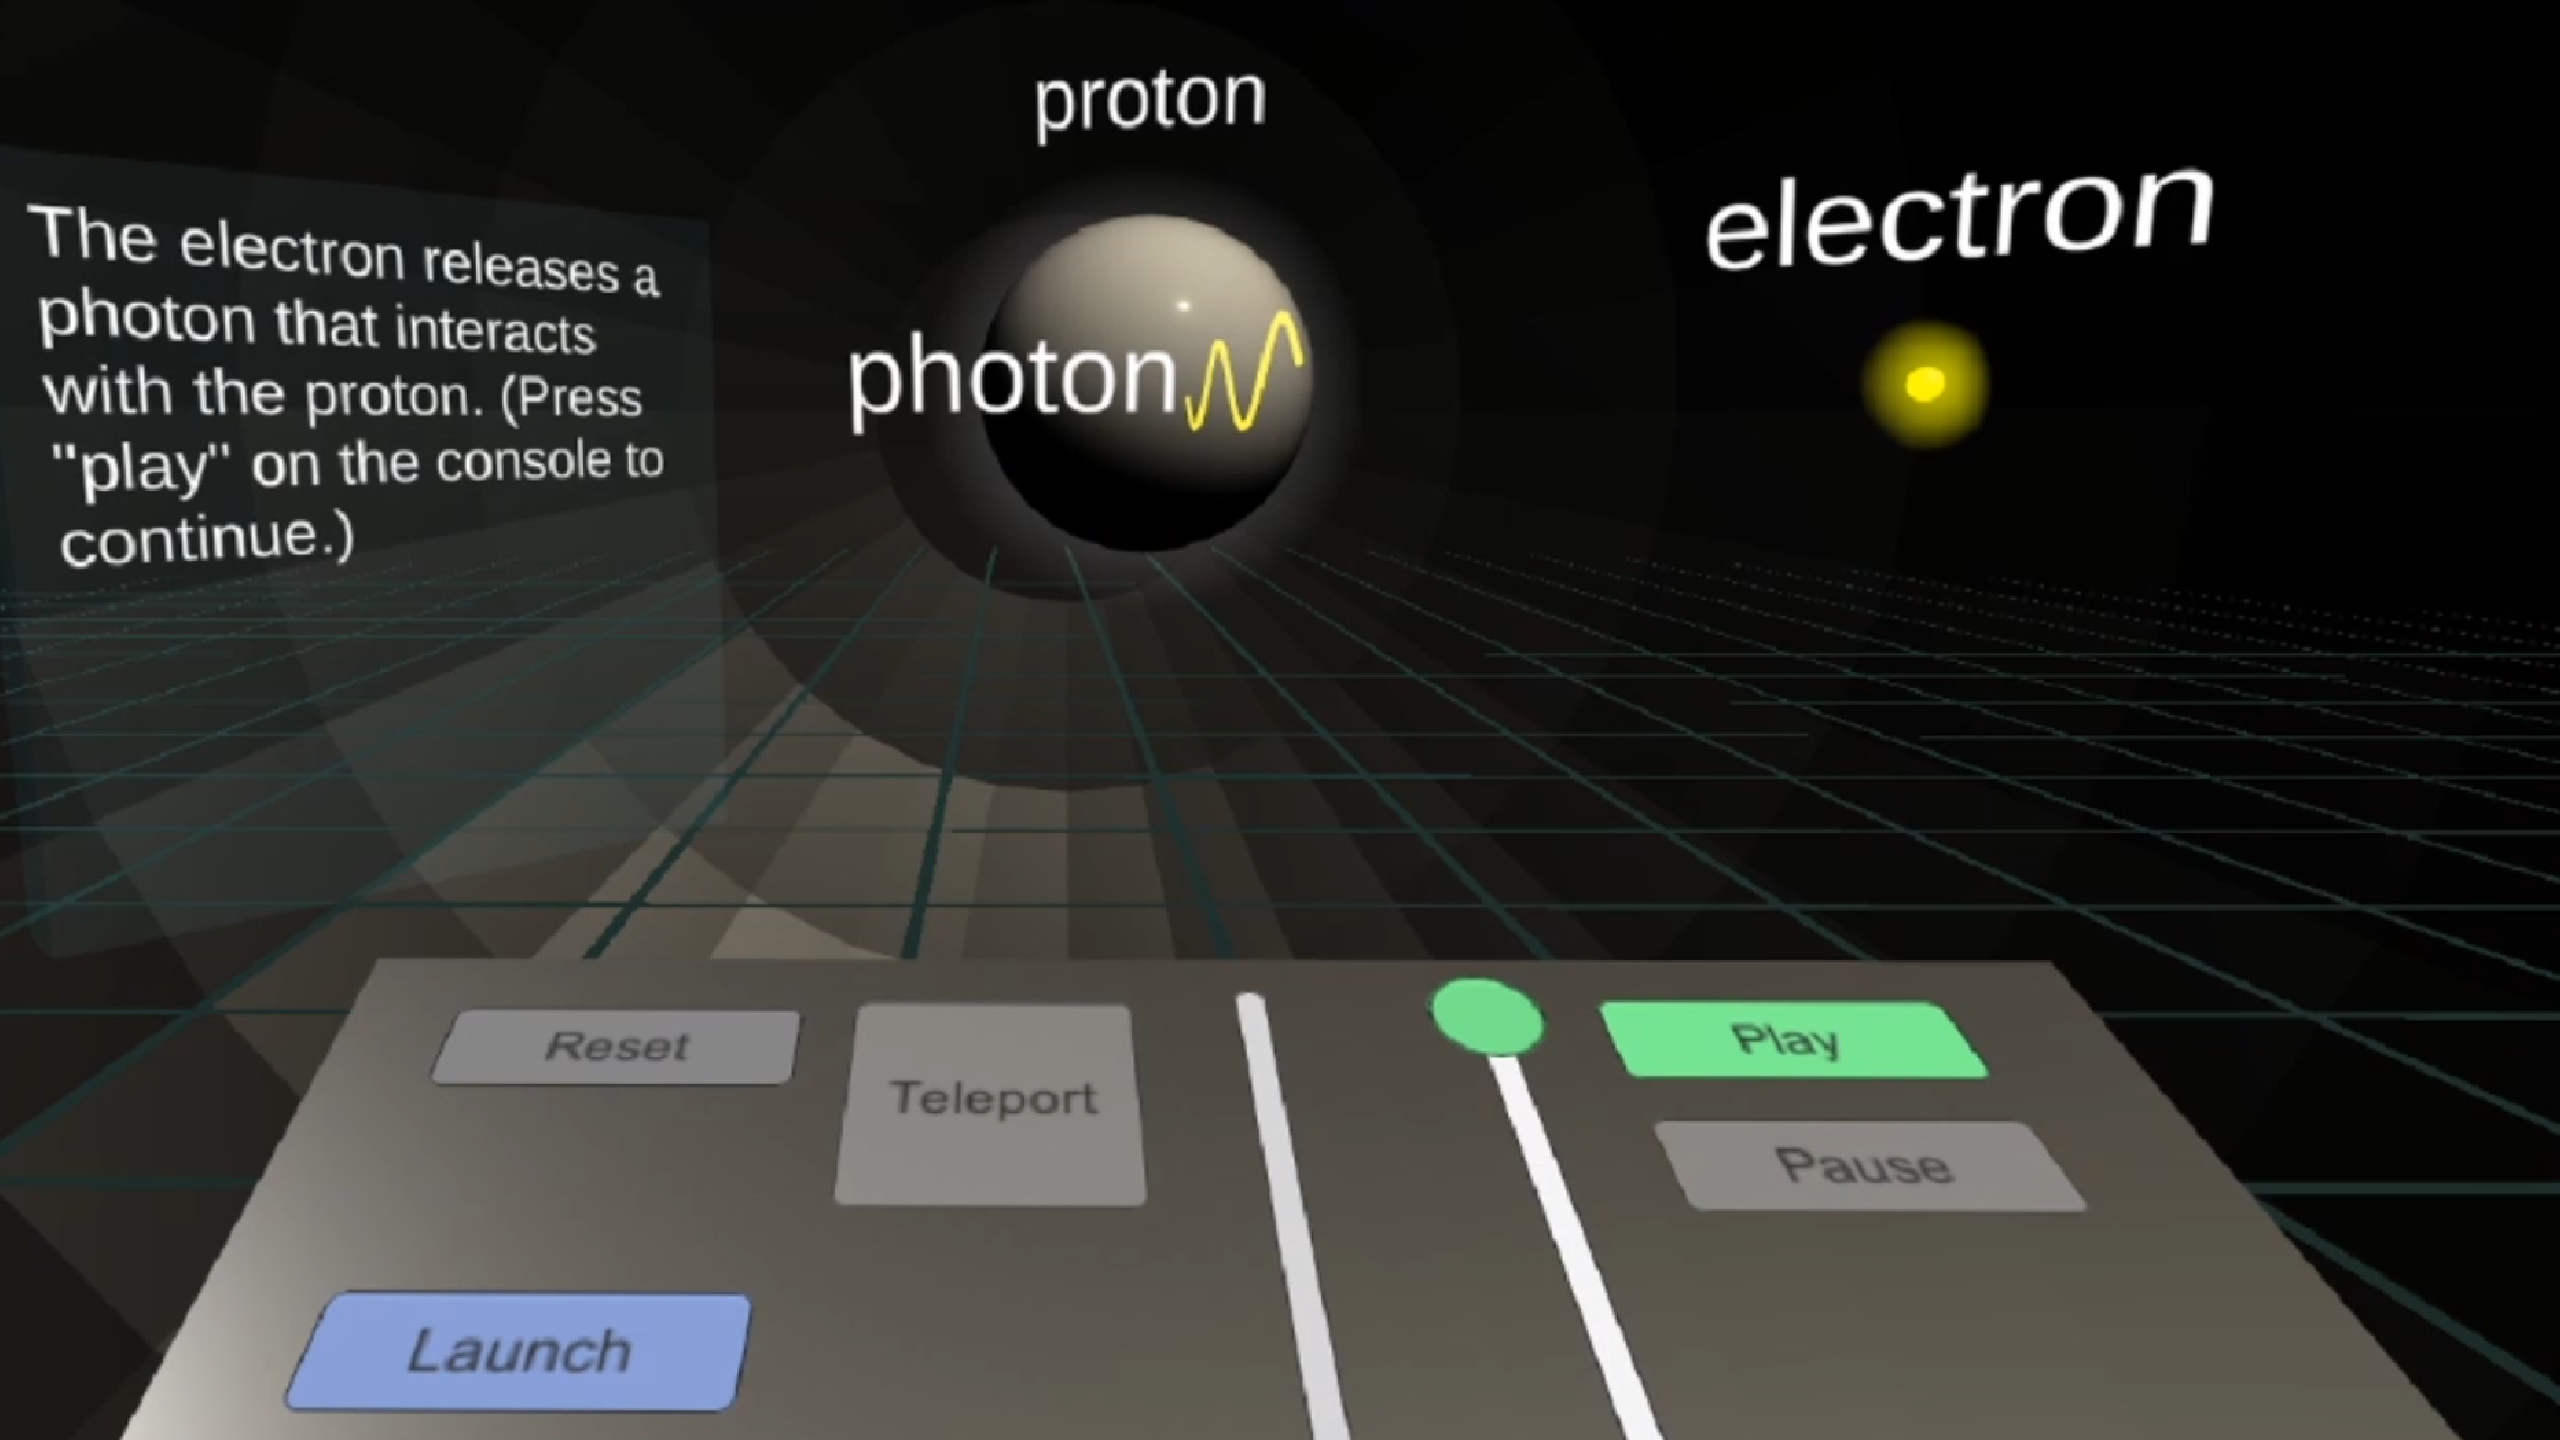 proton
electron
The electron releases a
photon that interacts
with the proton. (Press
"play" on the console to
continue.)
photon
Reset
Teleport
Play
Pause
Launch